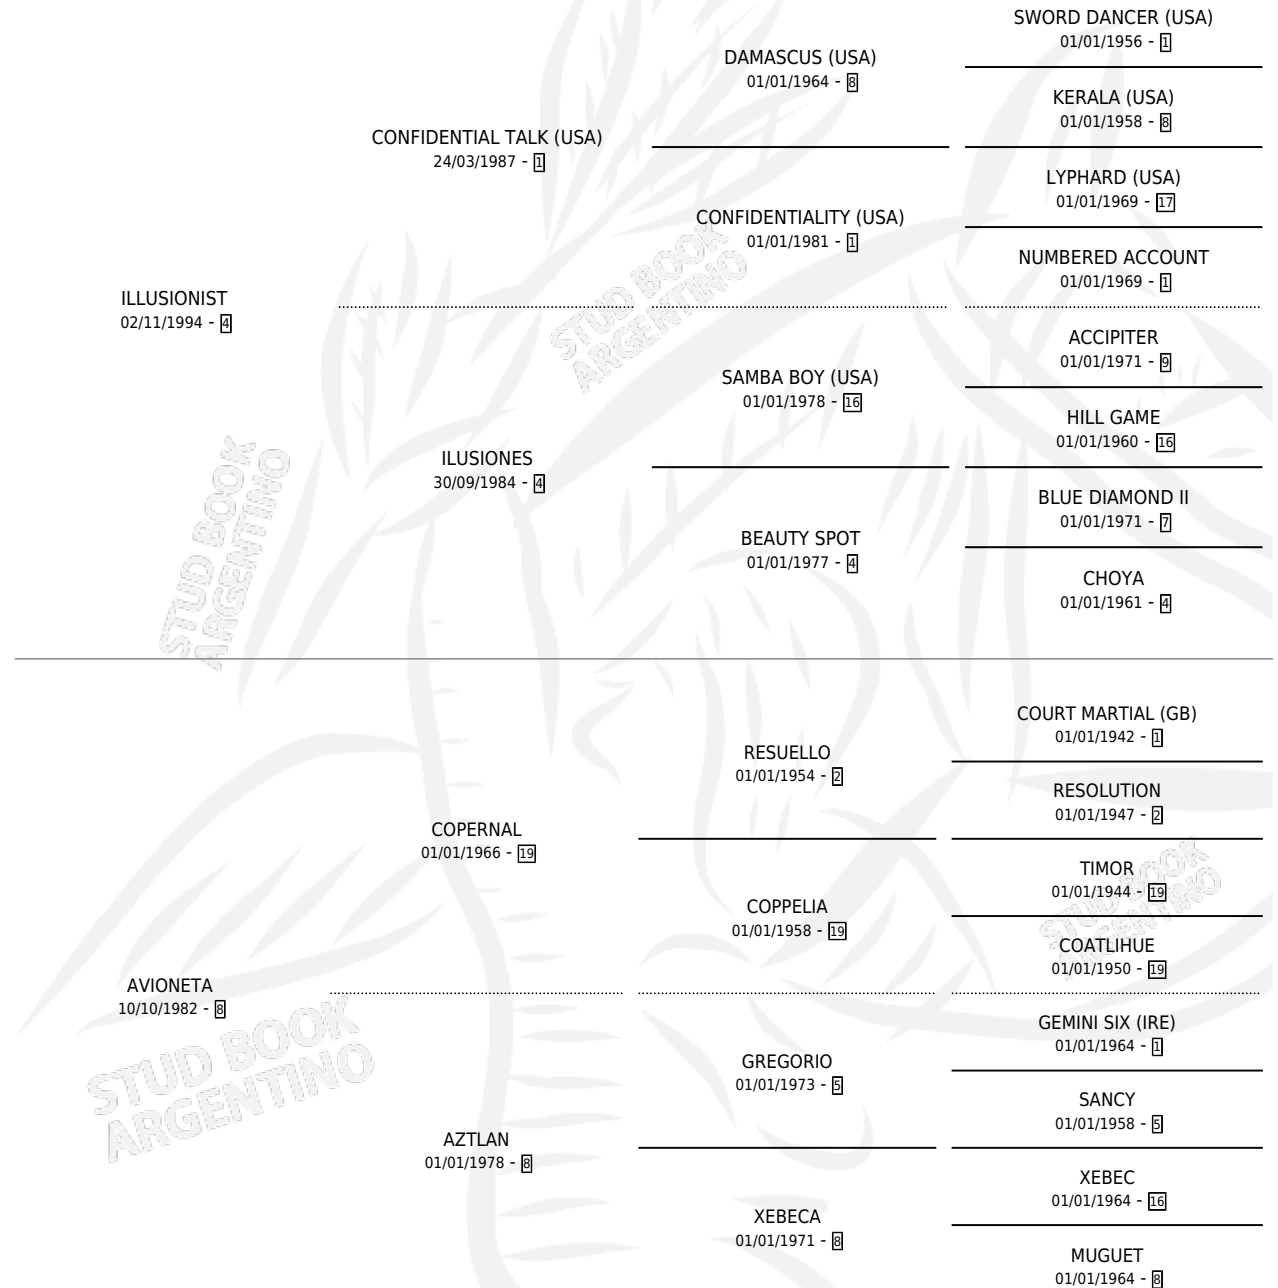 SWORD DANCER (USA)
01/01/1956 - 1
DAMASCUS (USA)
01/01/1964 - 8
KERALA (USA)
01/01/1958 - 8
CONFIDENTIAL TALK (USA)
24/03/1987 - 1
LYPHARD (USA)
01/01/1969 - 17
CONFIDENTIALITY (USA)
01/01/1981 - 1
NUMBERED ACCOUNT
01/01/1969 - 1
ILLUSIONIST
02/11/1994 - 4
STUD BOOK
ARGENTINO
ACCIPITER
01/01/1971 - 9
SAMBA BOY (USA)
01/01/1978 - 16
HILL GAME
01/01/1960 - 16
ILUSIONES
30/09/1984 - 4
BLUE DIAMOND II
01/01/1971 - 7
BEAUTY SPOT
01/01/1977 - 4
CHOYA
01/01/1961 - 4
STUD BOOK
ARGENTINO
COURT MARTIAL (GB)
01/01/1942 - 1
RESUELLO
01/01/1954 - 2
RESOLUTION
01/01/1947 - 2
COPERNAL
01/01/1966 - 19
TIMOR
01/01/1944 - 19
COPPELIA
01/01/1958 - 19
COATLIHUE
01/01/1950 - 19
STUD BOOK
ARGENTINO
AVIONETA
10/10/1982 - 8
STUD BOOK
ARGENTINO
GEMINI SIX (IRE)
01/01/1964 - 1
GREGORIO
01/01/1973 - 5
SANCY
01/01/1958 - 5
AZTLAN
01/01/1978 - 8
XEBEC
01/01/1964 - 16
XEBECA
01/01/1971 - 8
MUGUET
01/01/1964 - 8